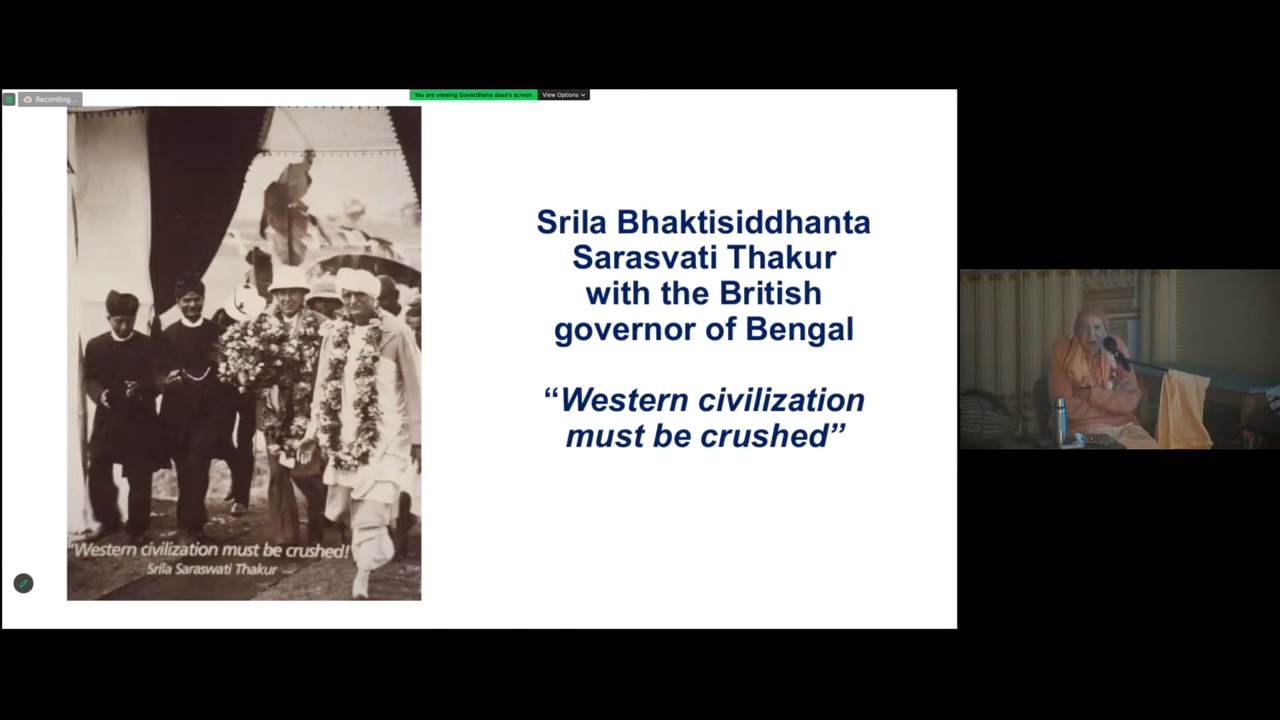 Recording...
You are viewing Govardhana dasa's screen
View Options
Srila Bhaktisiddhanta
Sarasvati Thakur
with the British
governor of Bengal
“Western civilization
must be crushed”
"Western civilization must be crushed!
Srila Saraswati Thakur